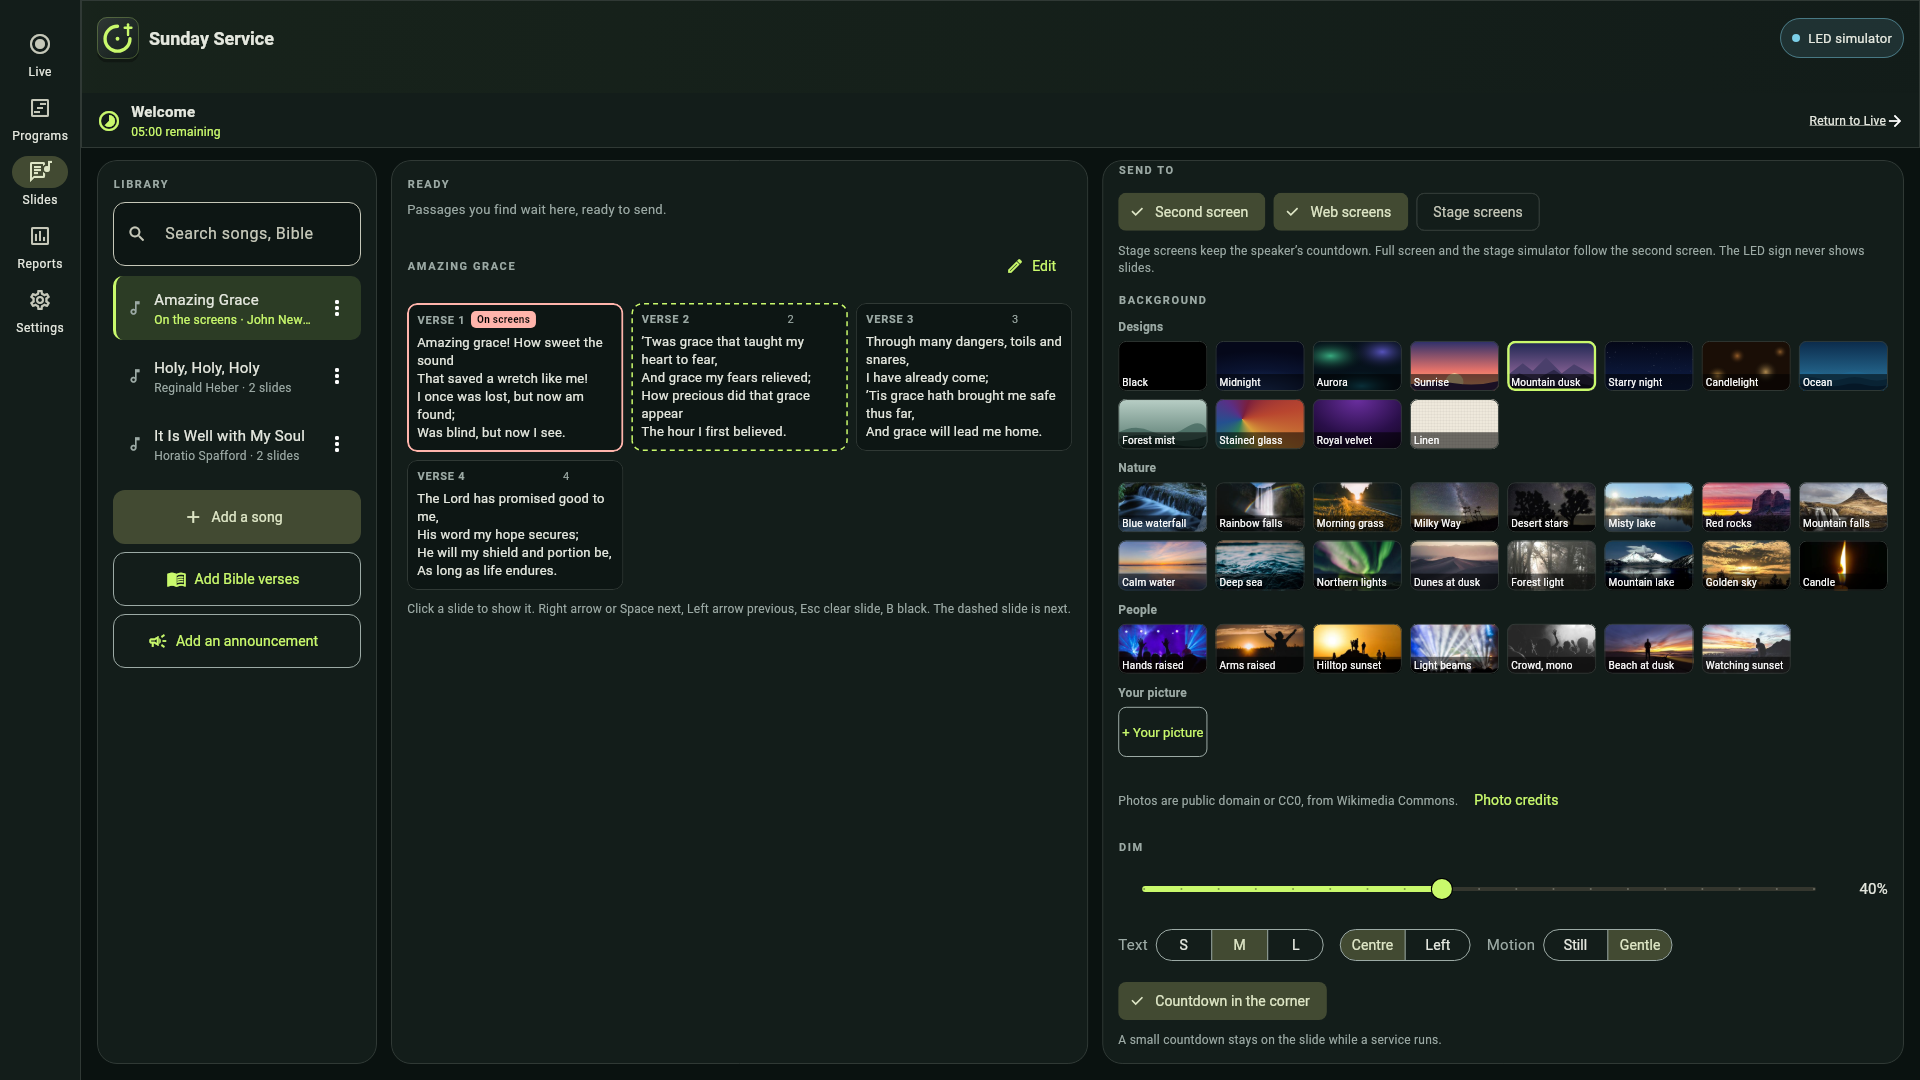 Live
Programs
Slides
Reports
Settings
Sunday Service
LED simulator
Welcome
05:00 remaining
Return to Live
LIBRARY
Search songs, Bible
Amazing Grace
On the screens · John New…
Holy, Holy, Holy
Reginald Heber · 2 slides
It Is Well with My Soul
Horatio Spafford · 2 slides
Add a song
Add Bible verses
Add an announcement
READY
Passages you find wait here, ready to send.
AMAZING GRACE
Edit
VERSE 1 On screens
Amazing grace! How sweet the
sound
That saved a wretch like me!
I once was lost, but now am
found;
Was blind, but now I see.
VERSE 2 2
’Twas grace that taught my
heart to fear,
And grace my fears relieved;
How precious did that grace
appear
The hour I first believed.
VERSE 3 3
Through many dangers, toils and
snares,
I have already come;
’Tis grace hath brought me safe
thus far,
And grace will lead me home.
VERSE 4 4
The Lord has promised good to
me,
His word my hope secures;
He will my shield and portion be,
As long as life endures.
Click a slide to show it. Right arrow or Space next, Left arrow previous, Esc clear slide, B black. The dashed slide is next.
SEND TO
Second screen
Web screens
Stage screens
Stage screens keep the speaker’s countdown. Full screen and the stage simulator follow the second screen. The LED sign never shows
slides.
BACKGROUND
Designs
Black
Midnight
Aurora
Sunrise
Mountain dusk
Starry night
Candlelight
Ocean
Forest mist
Stained glass
Royal velvet
Linen
Nature
Blue waterfall
Rainbow falls
Morning grass
Milky Way
Desert stars
Misty lake
Red rocks
Mountain falls
Calm water
Deep sea
Northern lights
Dunes at dusk
Forest light
Mountain lake
Golden sky
Candle
People
Hands raised
Arms raised
Hilltop sunset
Light beams
Crowd, mono
Beach at dusk
Watching sunset
Your picture
+ Your picture
Photos are public domain or CC0, from Wikimedia Commons.
Photo credits
DIM
40%
Text S M L Centre Left Motion Still Gentle
Countdown in the corner
A small countdown stays on the slide while a service runs.